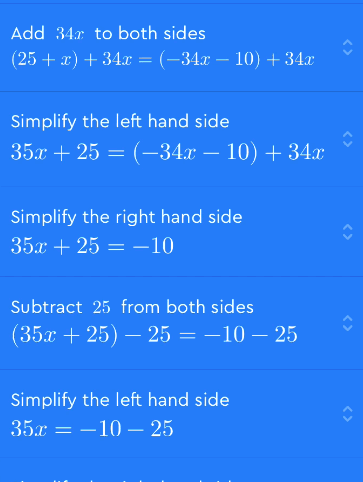 Add 34x to both sides
(25 + x) + 34x = (−34x − 10) + 34x
Simplify the left hand side
35x + 25 = (−34x − 10) + 34x
Simplify the right hand side
35x + 25 = −10
Subtract 25 from both sides
(35x + 25) − 25 = −10 − 25
Simplify the left hand side
35x = −10 − 25